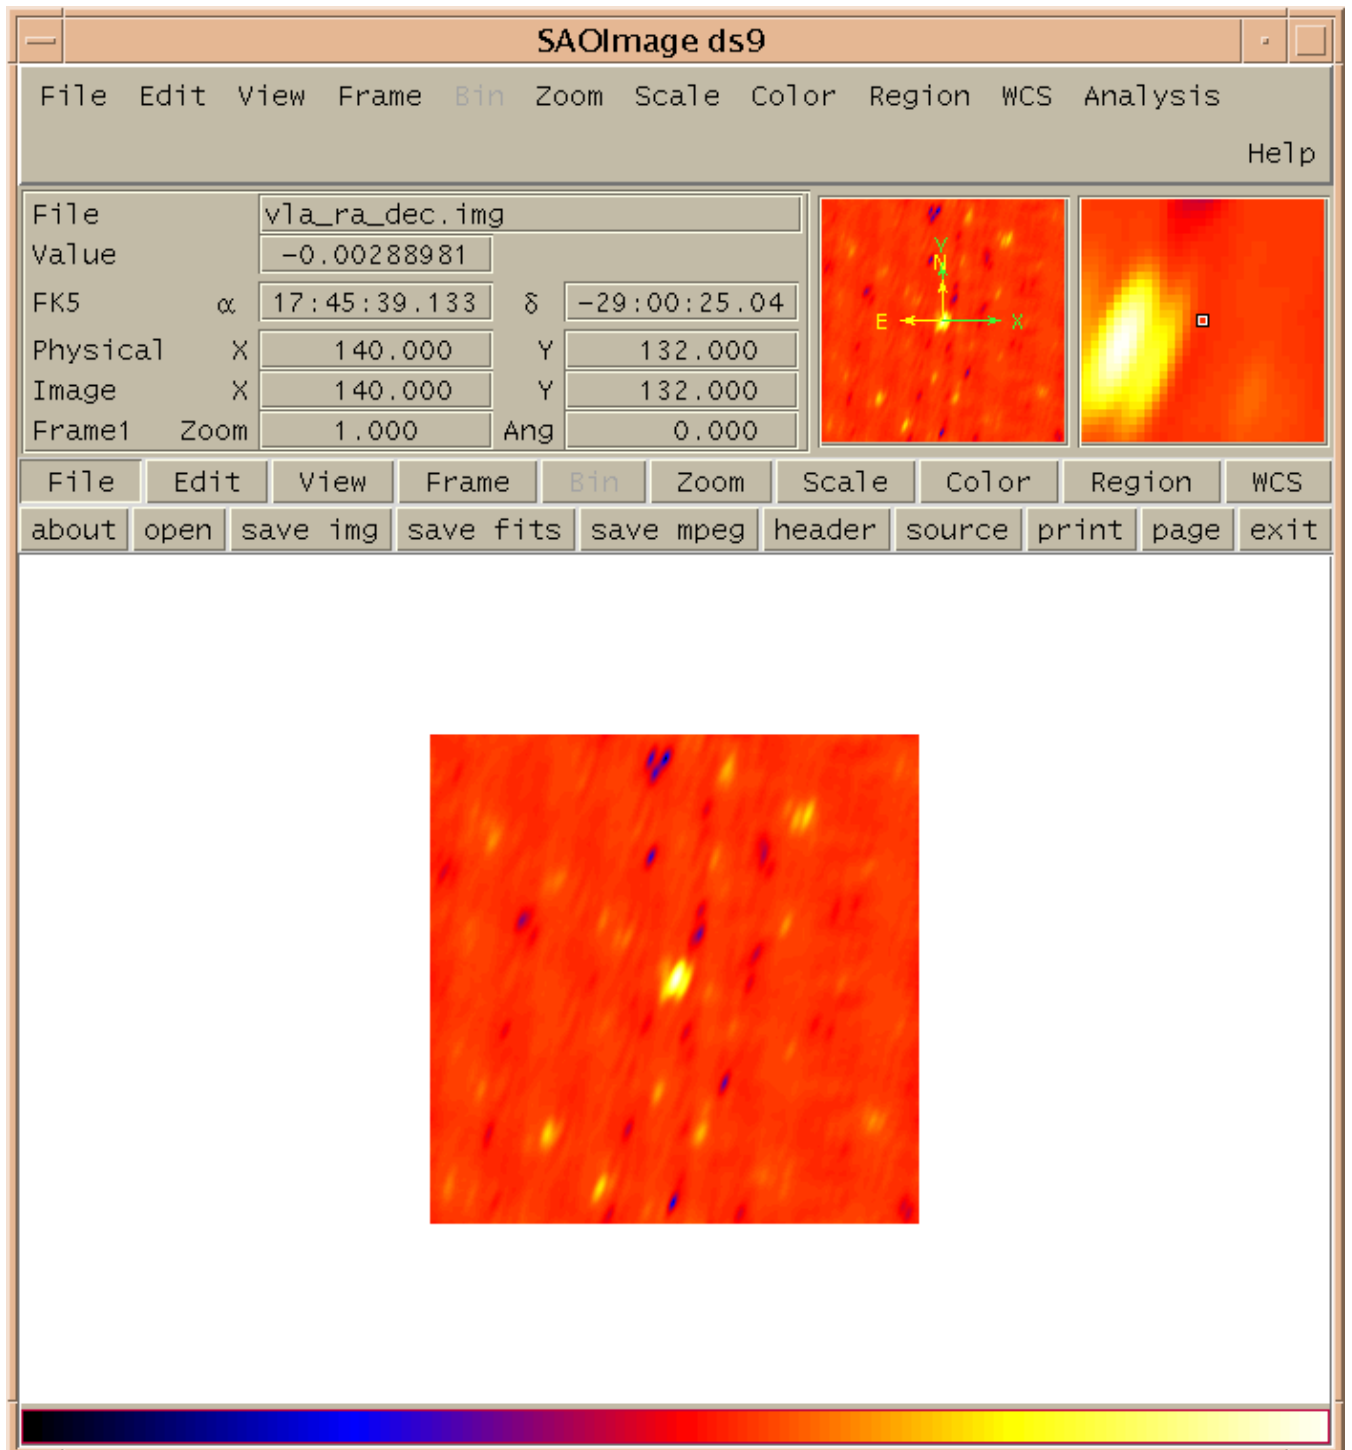 SAOImage ds9
File Edit View Frame Bin Zoom Scale Color Region WCS Analysis
Help
File vla_ra_dec.img
Value -0.00288981
FK5 α 17:45:39.133 δ -29:00:25.04
Physical X 140.000 Y 132.000
Image X 140.000 Y 132.000
Frame1 Zoom 1.000 Ang 0.000
Y
N
E X
File Edit View Frame Bin Zoom Scale Color Region WCS
about open save img save fits save mpeg header source print page exit